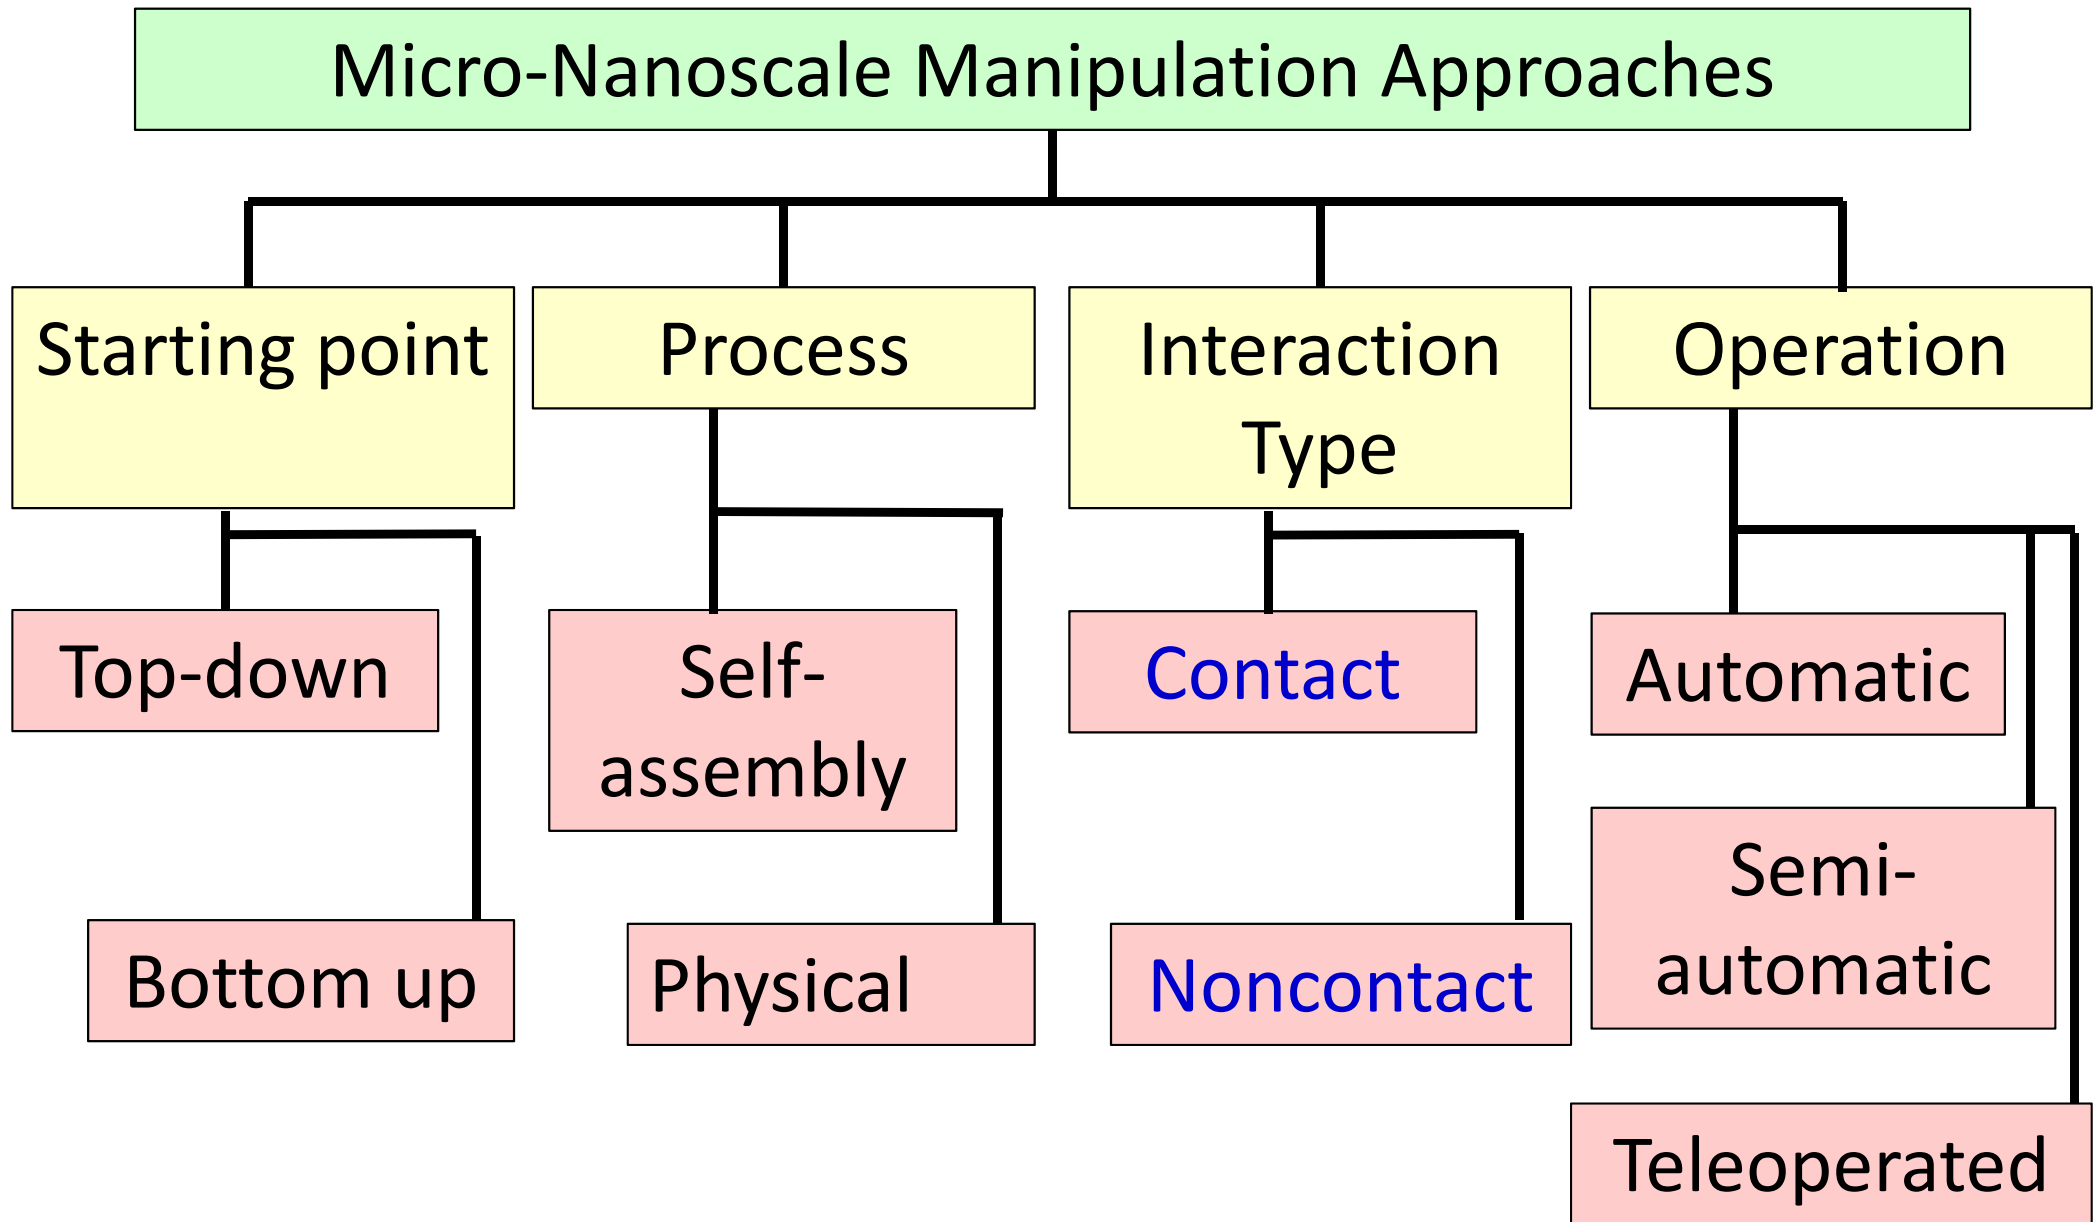 Micro-Nanoscale Manipulation Approaches
Starting point
Process
Interaction
Type
Operation
Top-down
Self-
assembly
Contact
Automatic
Semi-
automatic
Bottom up
Physical
Noncontact
Teleoperated